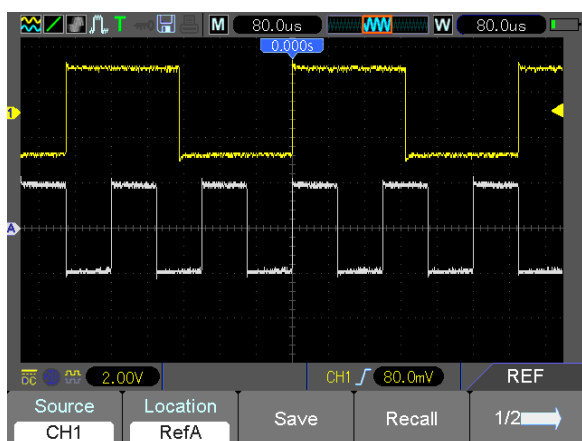 T M 80.0us W 80.0us
0.000s
1
A
DC 2.00V CH1 80.0mV REF
Source Location Save Recall 1/2
CH1 RefA